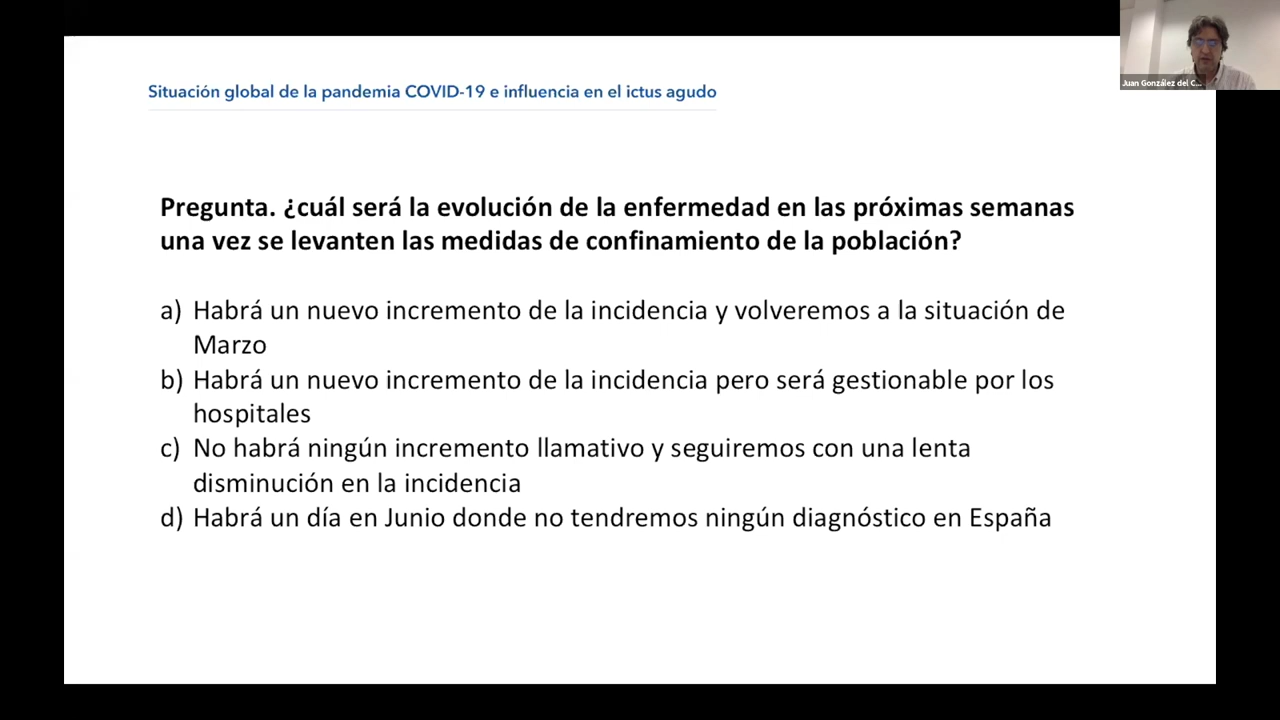 Situación global de la pandemia COVID-19 e influencia en el ictus agudo
Juan González del C...
Pregunta. ¿cuál será la evolución de la enfermedad en las próximas semanas
una vez se levanten las medidas de confinamiento de la población?
a) Habrá un nuevo incremento de la incidencia y volveremos a la situación de
Marzo
b) Habrá un nuevo incremento de la incidencia pero será gestionable por los
hospitales
c) No habrá ningún incremento llamativo y seguiremos con una lenta
disminución en la incidencia
d) Habrá un día en Junio donde no tendremos ningún diagnóstico en España